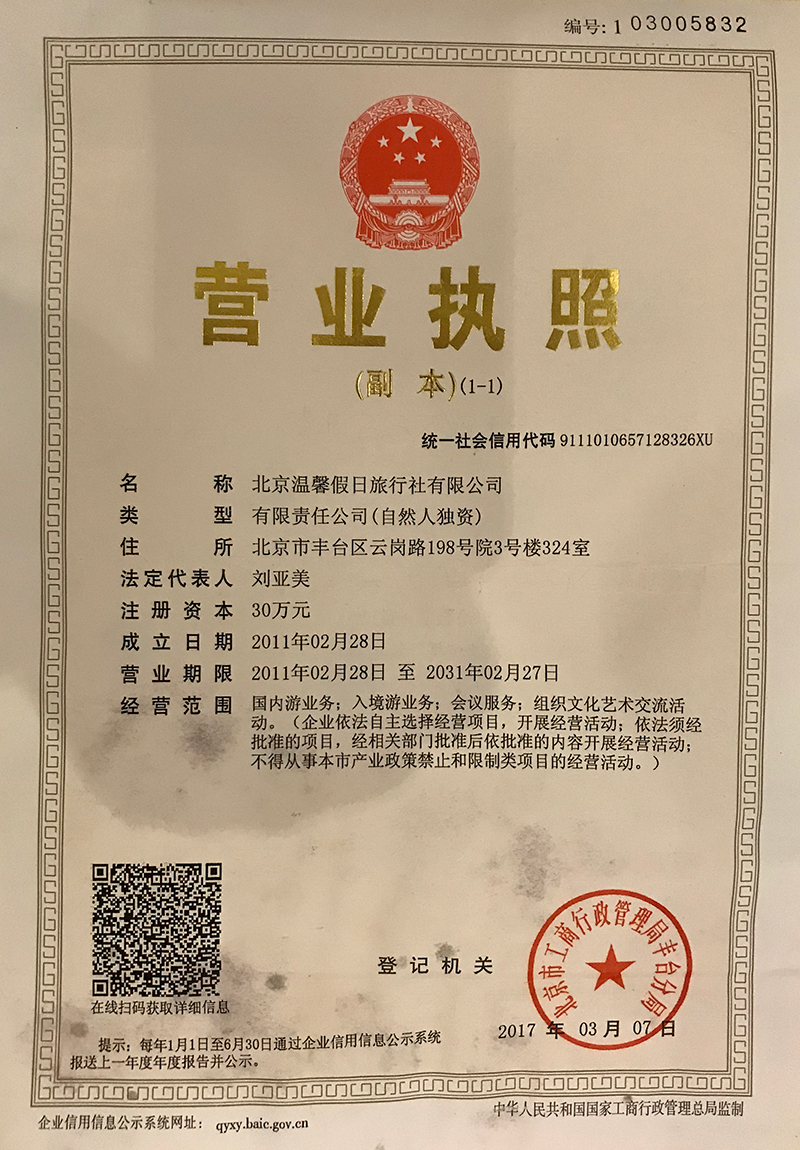 编号: 1 03005832
营业执照
(副 本)(1-1)
统一社会信用代码 9111010657128326XU
名 称 北京温馨假日旅行社有限公司
类 型 有限责任公司(自然人独资)
住 所 北京市丰台区云岗路198号院3号楼324室
法定代表人 刘亚美
注册资本 30万元
成立日期 2011年02月28日
营业期限 2011年02月28日 至 2031年02月27日
经营范围 国内游业务；入境游业务；会议服务；组织文化艺术交流活
动。（企业依法自主选择经营项目，开展经营活动；依法须经
批准的项目，经相关部门批准后依批准的内容开展经营活动；
不得从事本市产业政策禁止和限制类项目的经营活动。）
在线扫码获取详细信息
登记机关
北京市工商行政管理局丰台分局
2017 年 03 月 07 日
提示: 每年1月1日至6月30日通过企业信用信息公示系统
报送上一年度年度报告并公示。
企业信用信息公示系统网址: qyxy.baic.gov.cn
中华人民共和国国家工商行政管理总局监制